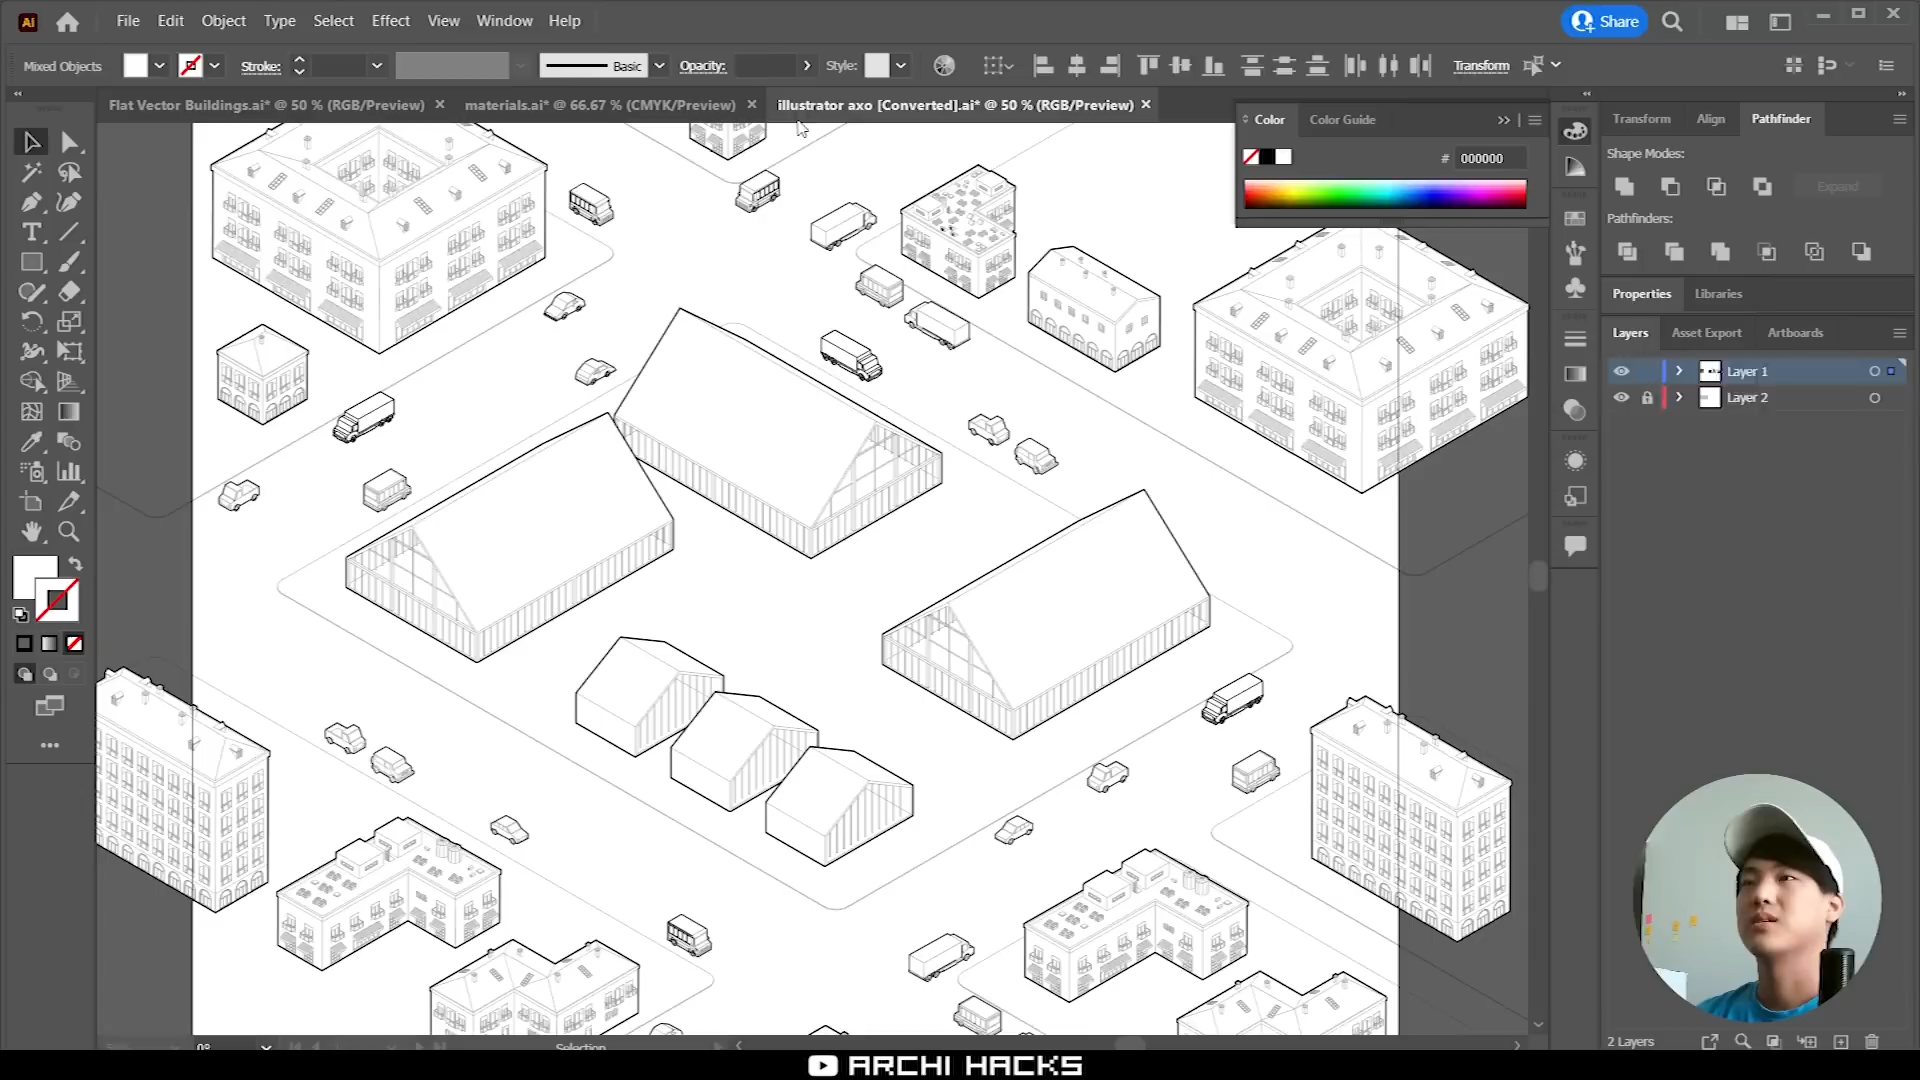 Ai File Edit Object Type Select Effect View Window Help Share
Mixed Objects Stroke: Basic Opacity: Style: Transform
Flat Vector Buildings.ai* @ 50 % (RGB/Preview) × materials.ai* @ 66.67 % (CMYK/Preview) × illustrator axo [Converted].ai* @ 50 % (RGB/Preview) ×
Color Color Guide
# 000000
Transform Align Pathfinder
Shape Modes:
Expand
Pathfinders:
Properties Libraries
Layers Asset Export Artboards
Layer 1
Layer 2
2 Layers
0° Selection
ARCHI HACKS